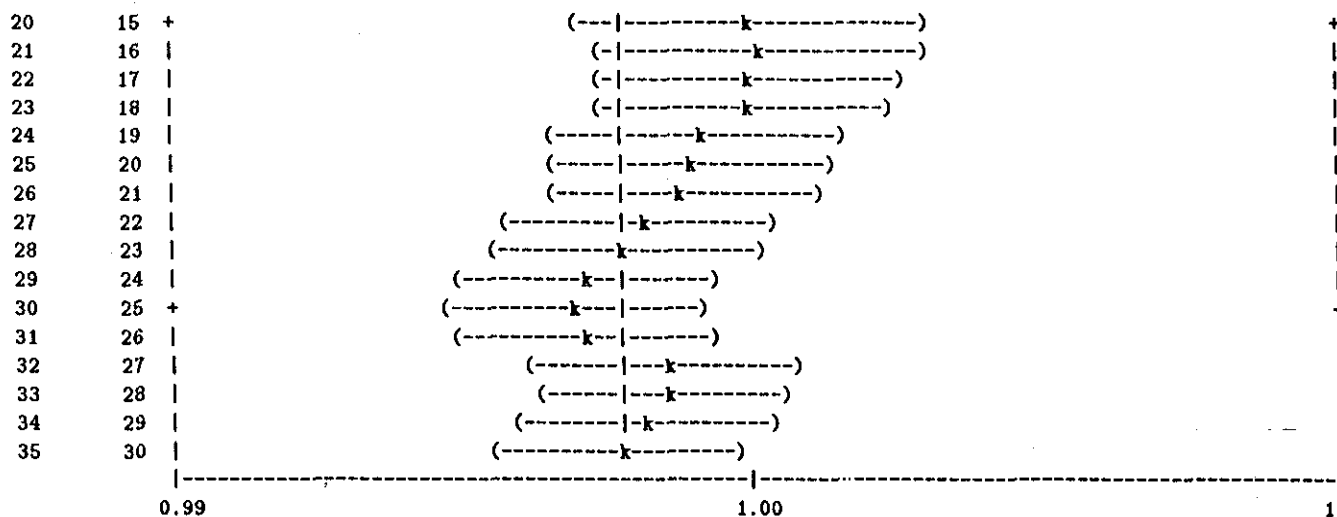 20 15 + (---|----------k--------------) +
21 16 | (-|-----------k-------------) |
22 17 | (-|----------k------------) |
23 18 | (-|----------k-----------) |
24 19 | (-----|------k-----------) |
25 20 | (-----|-----k-----------) |
26 21 | (-----|----k-----------) |
27 22 | (---------|-k----------) |
28 23 | (----------k-----------) |
29 24 | (----------k--|-------) |
30 25 + (----------k---|------) +
31 26 | (----------k--|-------)
32 27 | (-------|---k----------)
33 28 | (------|---k---------)
34 29 | (--------|-k----------)
35 30 | (----------k---------)
|-------------------------------------------------|--------------------------------------------------
0.99 1.00 1